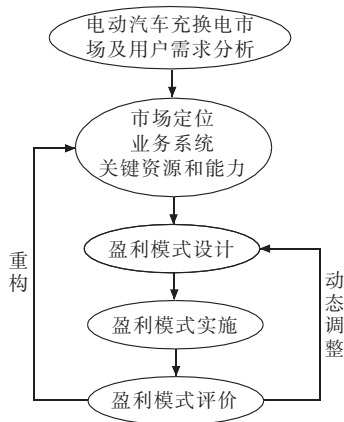 电动汽车充换电市
场及用户需求分析
市场定位
业务系统
关键资源和能力
盈利模式设计
重构
动态调整
盈利模式实施
盈利模式评价